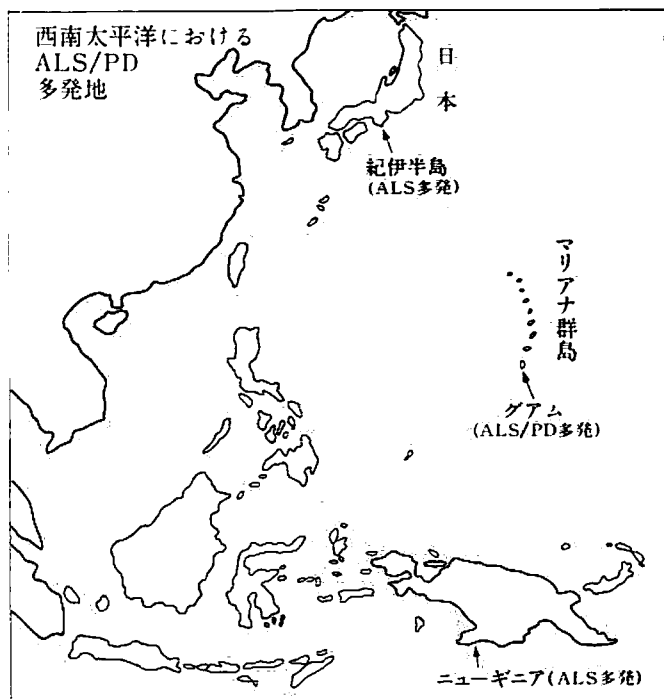 西南太平洋における
ALS/PD
多発地
日本
紀伊半島
(ALS多発)
マリアナ群島
グアム
(ALS/PD多発)
ニューギニア(ALS多発)